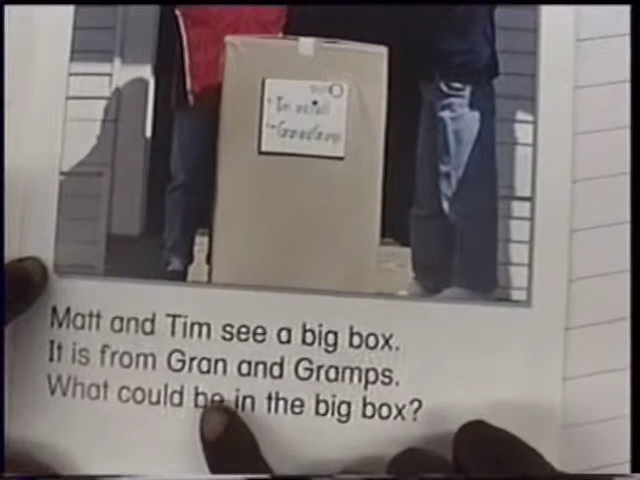 Matt and Tim see a big box.
It is from Gran and Gramps.
What could be in the big box?